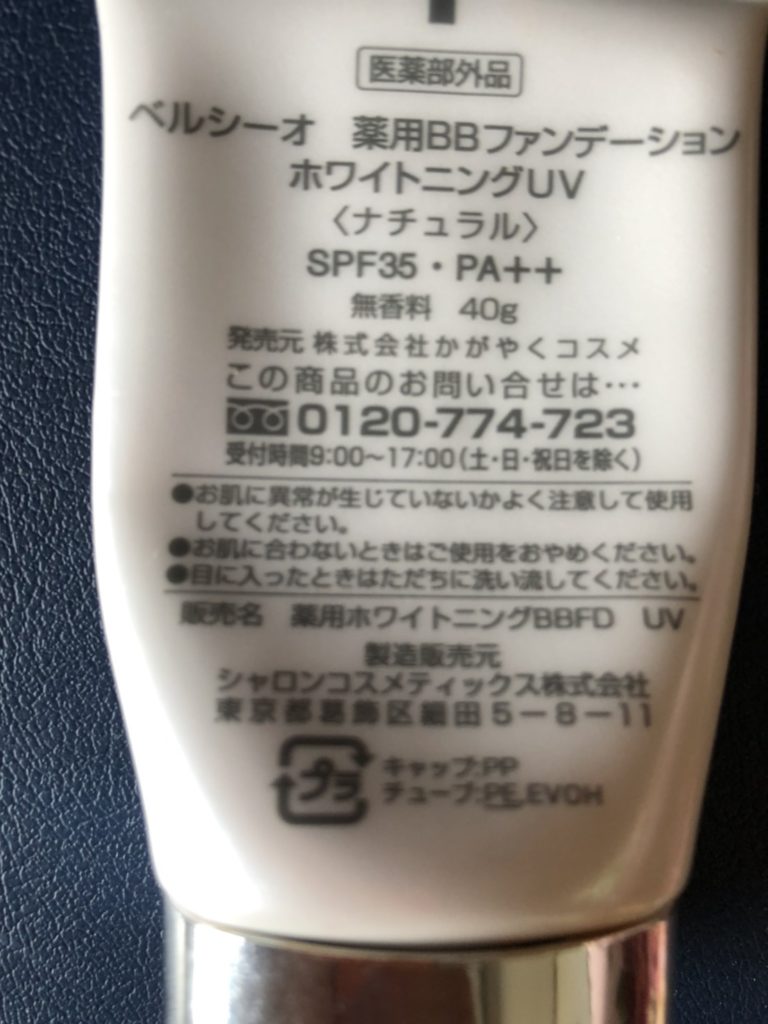 医薬部外品
ベルシーオ 薬用BBファンデーション
ホワイトニングUV
〈ナチュラル〉
SPF35・PA++
無香料 40g
発売元 株式会社かがやくコスメ
この商品のお問い合せは…
0120-774-723
受付時間9:00～17:00(土・日・祝日を除く)
●お肌に異常が生じていないかよく注意して使用
してください。
●お肌に合わないときはご使用をおやめください。
●目に入ったときはただちに洗い流してください。
販売名 薬用ホワイトニングBBFD UV
製造販売元
シャロンコスメティックス株式会社
東京都葛飾区細田5-8-11
プラ
キャップ:PP
チューブ:PE,EVOH